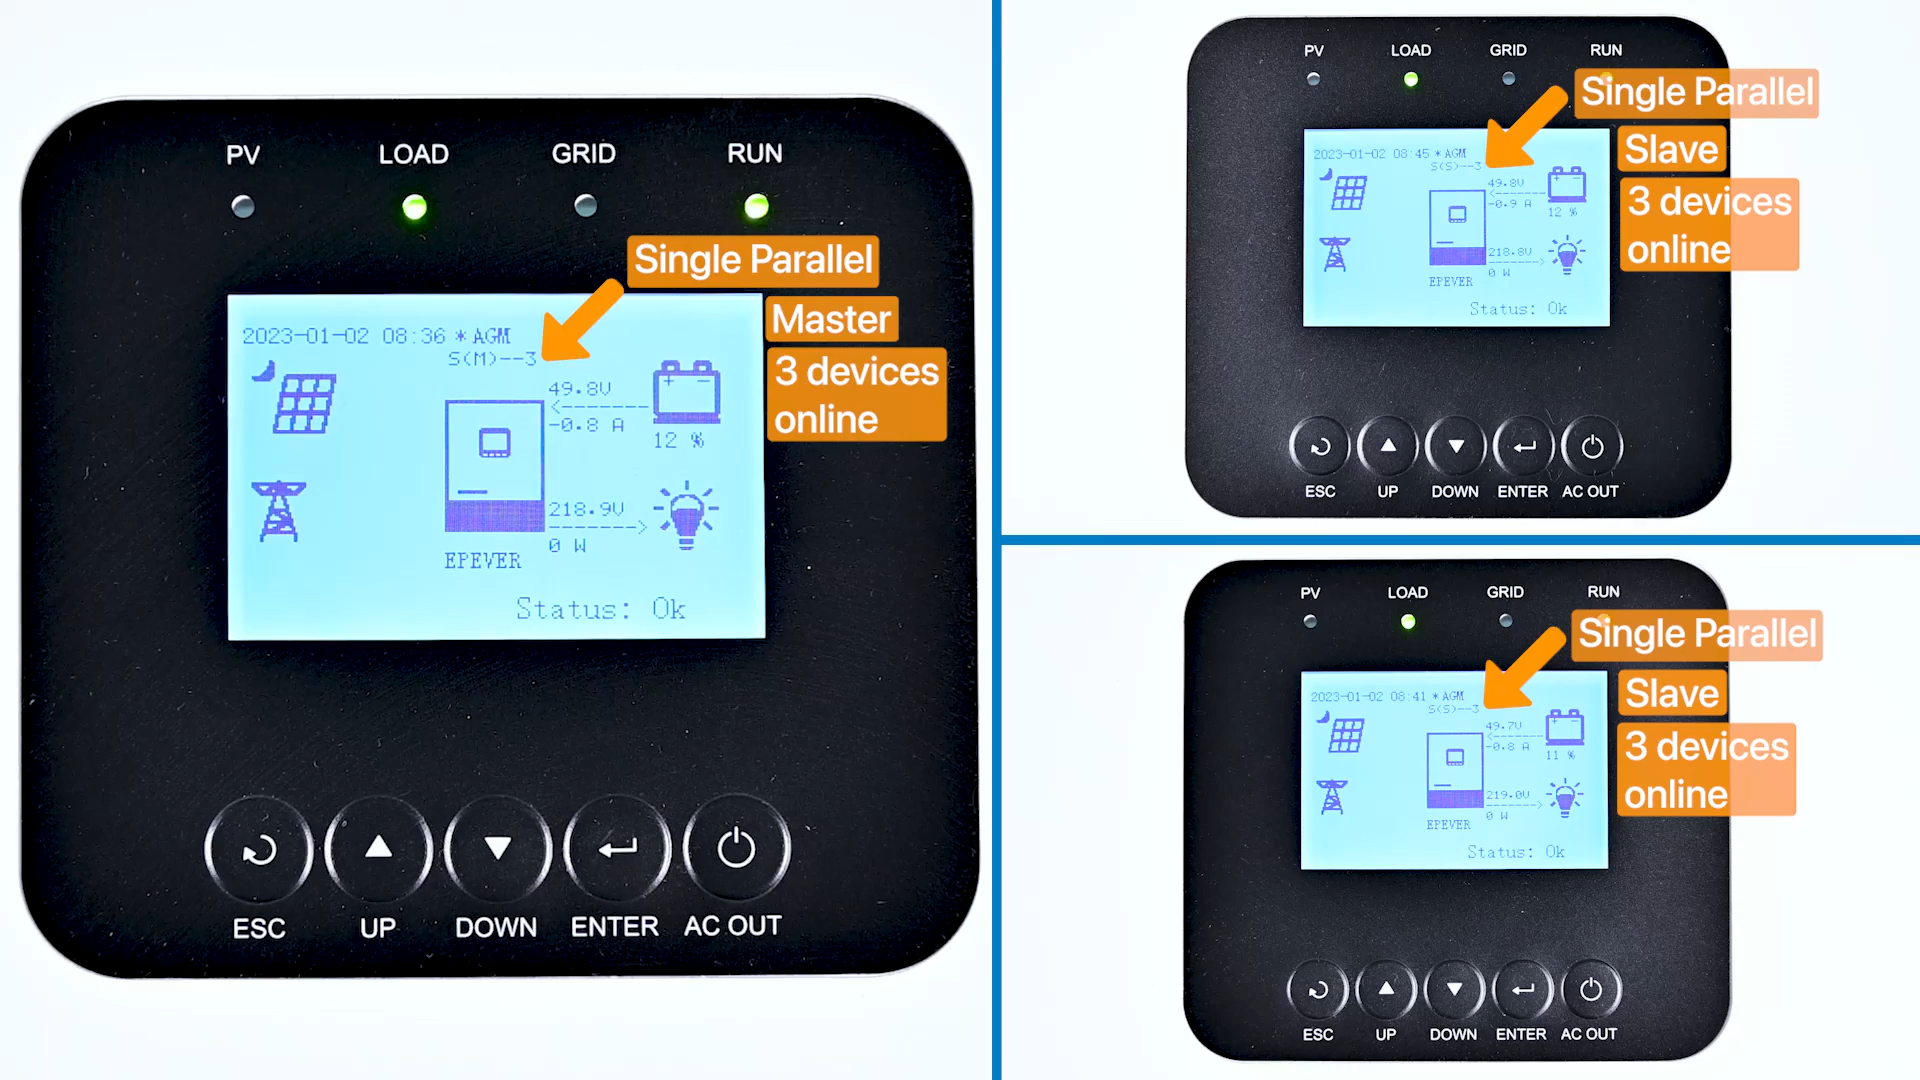 PV LOAD GRID RUN
Single Parallel
Master
3 devices
online
2023-01-02 08:36 *AGM
S(M)--3
49.8V
-0.8 A
12 %
218.9V
0 W
EPEVER
Status: Ok
ESC UP DOWN ENTER AC OUT
PV LOAD GRID RUN
Single Parallel
Slave
3 devices
online
2023-01-02 08:45 *AGM
S(S)--3
49.8V
-0.9 A
12 %
218.8V
0 W
EPEVER
Status: Ok
ESC UP DOWN ENTER AC OUT
PV LOAD GRID RUN
Single Parallel
Slave
3 devices
online
2023-01-02 08:41 *AGM
S(S)--3
49.7V
-0.8 A
11 %
219.0V
0 W
EPEVER
Status: Ok
ESC UP DOWN ENTER AC OUT